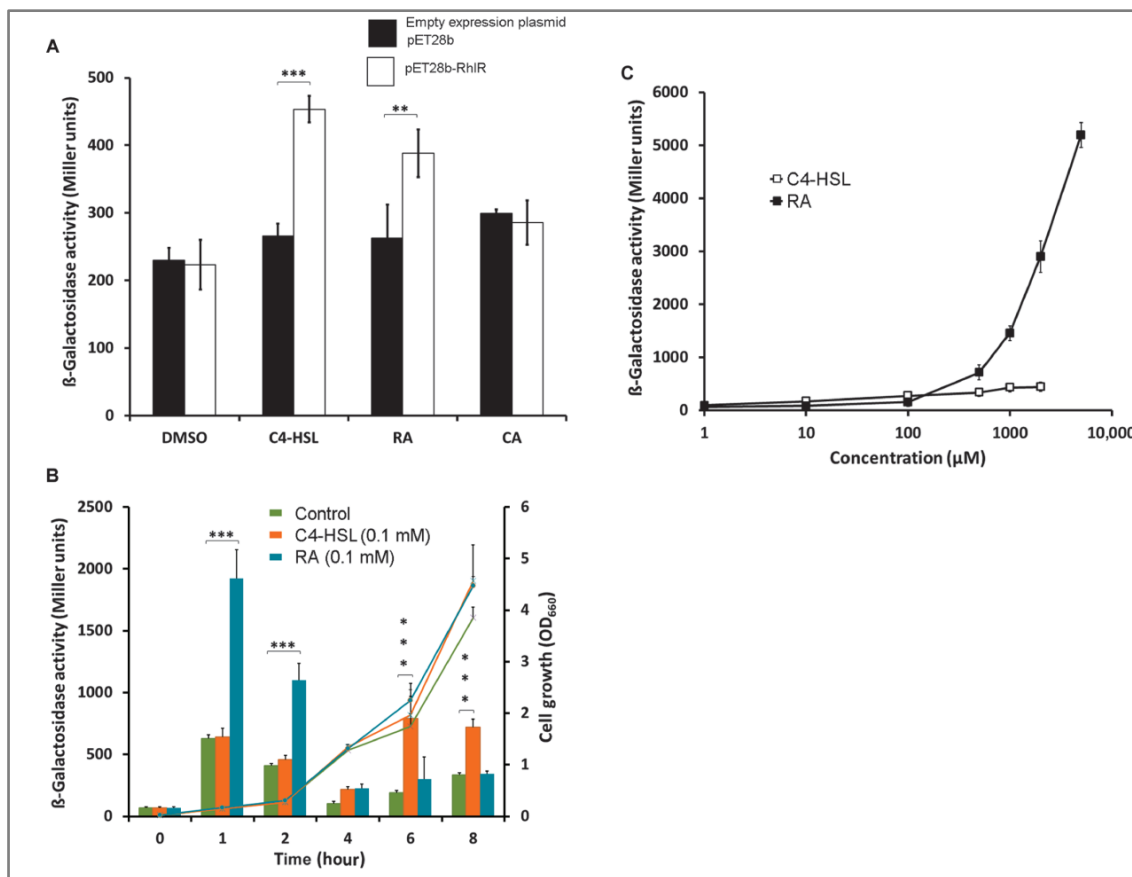 A
Empty expression plasmid
pET28b
pET28b-RhlR
ß-Galactosidase activity (Miller units)
500
400
300
200
100
0
***
**
DMSO C4-HSL RA CA
C
ß-Galactosidase activity (Miller units)
6000
5000
4000
3000
2000
1000
0
C4-HSL
RA
1 10 100 1000 10,000
Concentration (µM)
B
ß-Galactosidase activity (Miller units)
2500
2000
1500
1000
500
0
Control
C4-HSL (0.1 mM)
RA (0.1 mM)
***
***
***
***
6
5
4
3
2
1
0
Cell growth (OD660)
0 1 2 4 6 8
Time (hour)